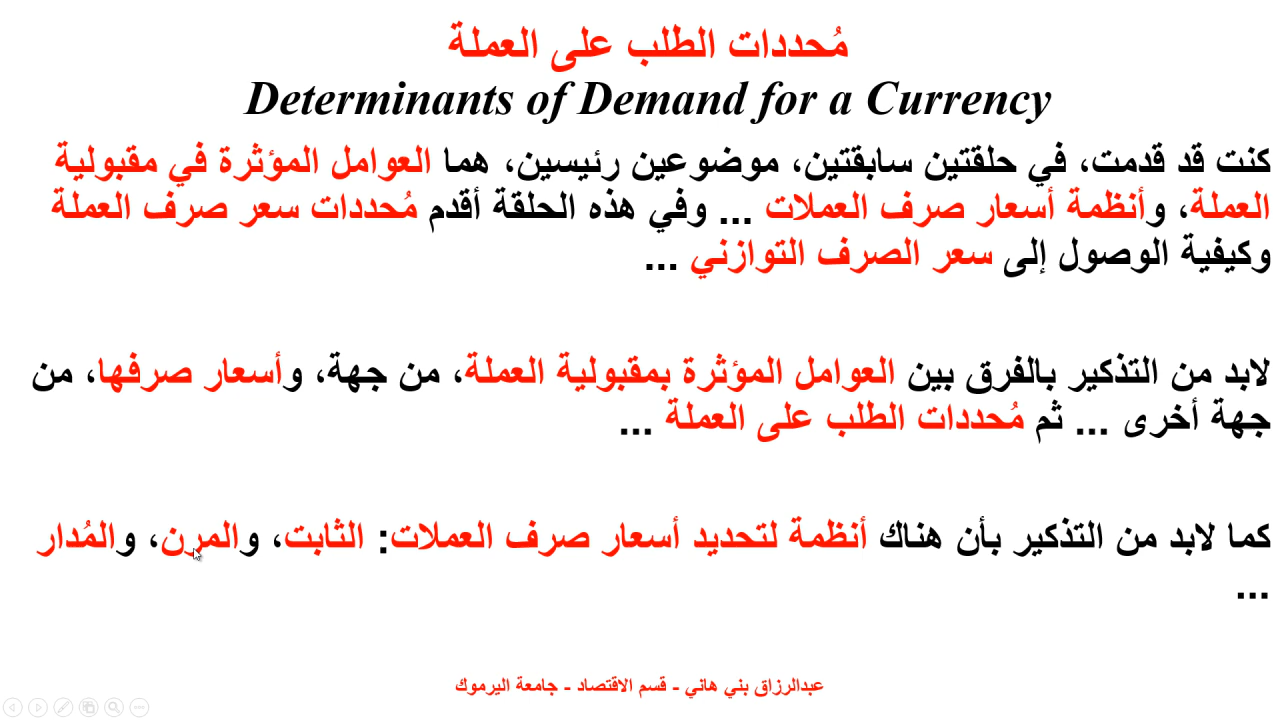 مُحددات الطلب على العملة
Determinants of Demand for a Currency
كنت قد قدمت، في حلقتين سابقتين، موضوعين رئيسين، هما العوامل المؤثرة في مقبولية
العملة، وأنظمة أسعار صرف العملات ... وفي هذه الحلقة أقدم مُحددات سعر صرف العملة
وكيفية الوصول إلى سعر الصرف التوازني ...
لابد من التذكير بالفرق بين العوامل المؤثرة بمقبولية العملة، من جهة، وأسعار صرفها، من
جهة أخرى ... ثم مُحددات الطلب على العملة ...
كما لابد من التذكير بأن هناك أنظمة لتحديد أسعار صرف العملات: الثابت، والمرن، والمُدار
...
عبدالرزاق بني هاني - قسم الاقتصاد - جامعة اليرموك